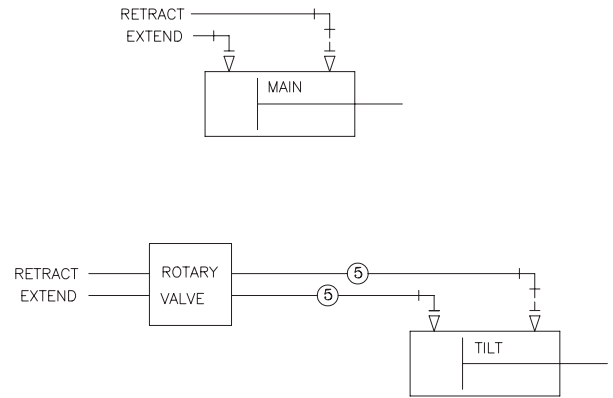 RETRACT
EXTEND
MAIN
RETRACT
EXTEND
ROTARY
VALVE
5
5
TILT